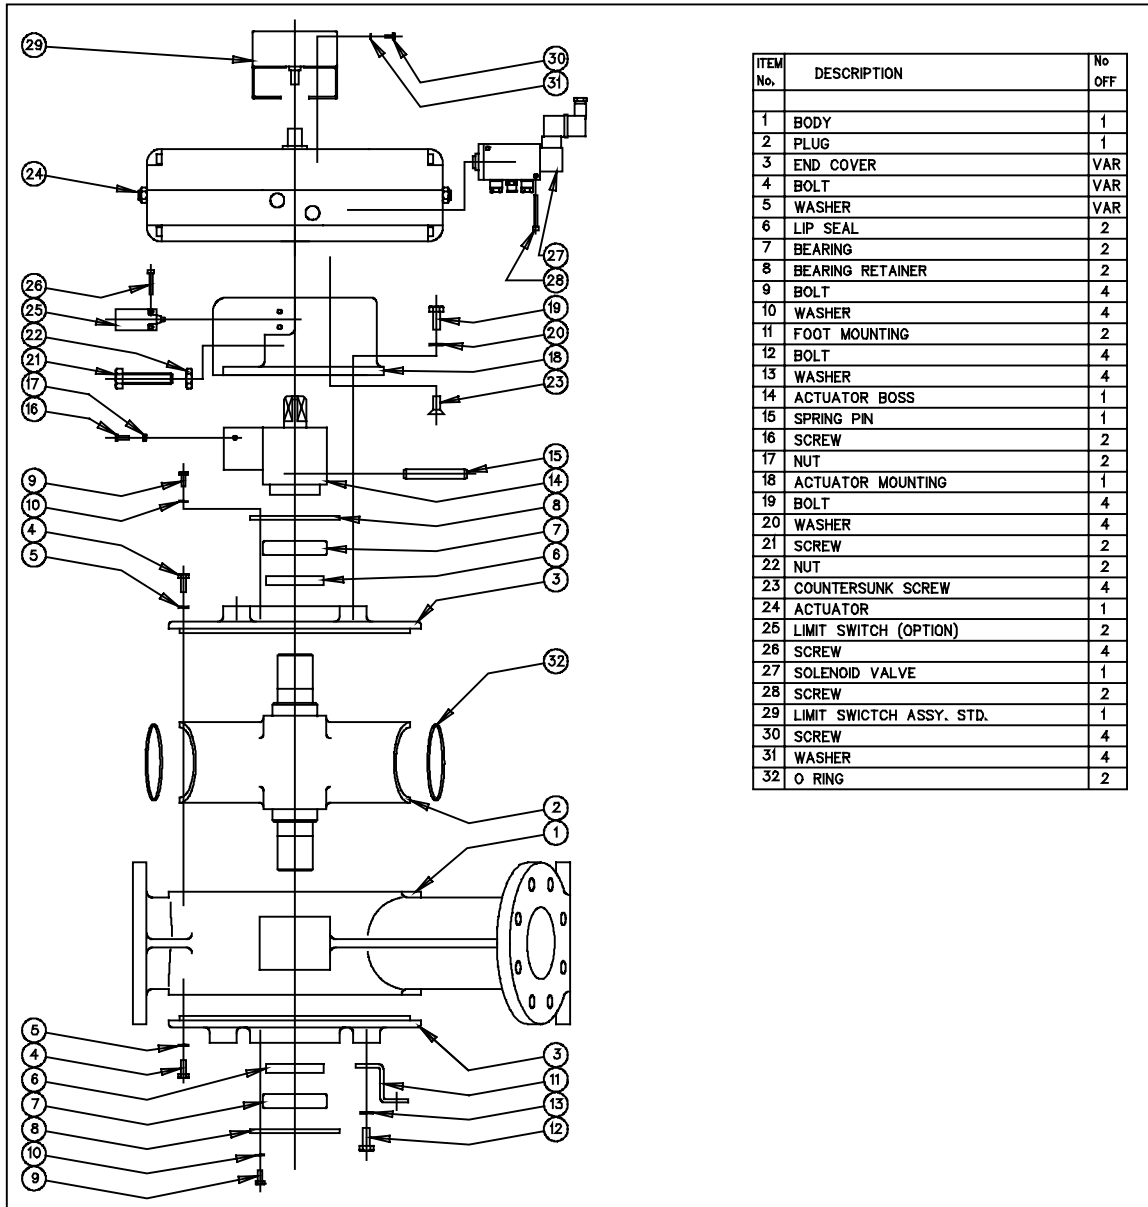 29
30
31
24
27
28
26
25
22
21
17
16
19
20
18
23
9
10
4
5
15
14
8
7
6
3
32
2
1
5
4
6
7
8
10
9
3
11
13
12
ITEM No. DESCRIPTION No OFF
1 BODY 1
2 PLUG 1
3 END COVER VAR
4 BOLT VAR
5 WASHER VAR
6 LIP SEAL 2
7 BEARING 2
8 BEARING RETAINER 2
9 BOLT 4
10 WASHER 4
11 FOOT MOUNTING 2
12 BOLT 4
13 WASHER 4
14 ACTUATOR BOSS 1
15 SPRING PIN 1
16 SCREW 2
17 NUT 2
18 ACTUATOR MOUNTING 1
19 BOLT 4
20 WASHER 4
21 SCREW 2
22 NUT 2
23 COUNTERSUNK SCREW 4
24 ACTUATOR 1
25 LIMIT SWITCH (OPTION) 2
26 SCREW 4
27 SOLENOID VALVE 1
28 SCREW 2
29 LIMIT SWICTCH ASSY. STD. 1
30 SCREW 4
31 WASHER 4
32 O RING 2